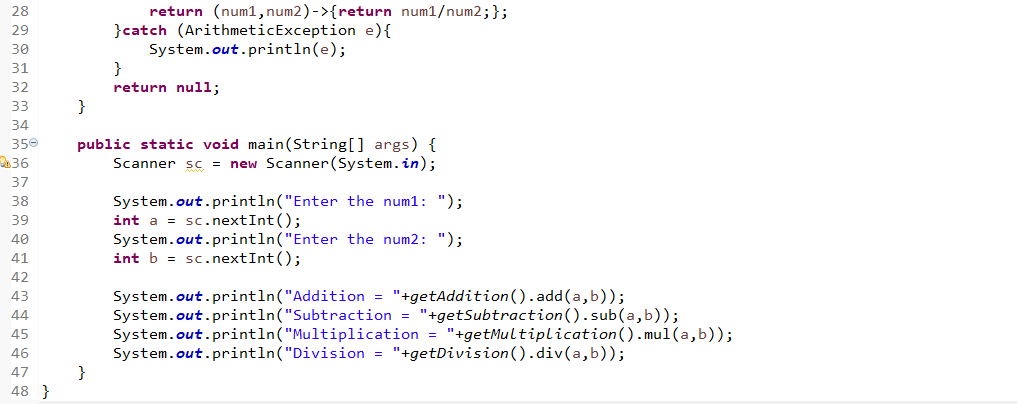 28 return (num1,num2)->{return num1/num2;};
29 }catch (ArithmeticException e){
30 System.out.println(e);
31 }
32 return null;
33 }
34
35 public static void main(String[] args) {
36 Scanner sc = new Scanner(System.in);
37
38 System.out.println("Enter the num1: ");
39 int a = sc.nextInt();
40 System.out.println("Enter the num2: ");
41 int b = sc.nextInt();
42
43 System.out.println("Addition = "+getAddition().add(a,b));
44 System.out.println("Subtraction = "+getSubtraction().sub(a,b));
45 System.out.println("Multiplication = "+getMultiplication().mul(a,b));
46 System.out.println("Division = "+getDivision().div(a,b));
47 }
48 }